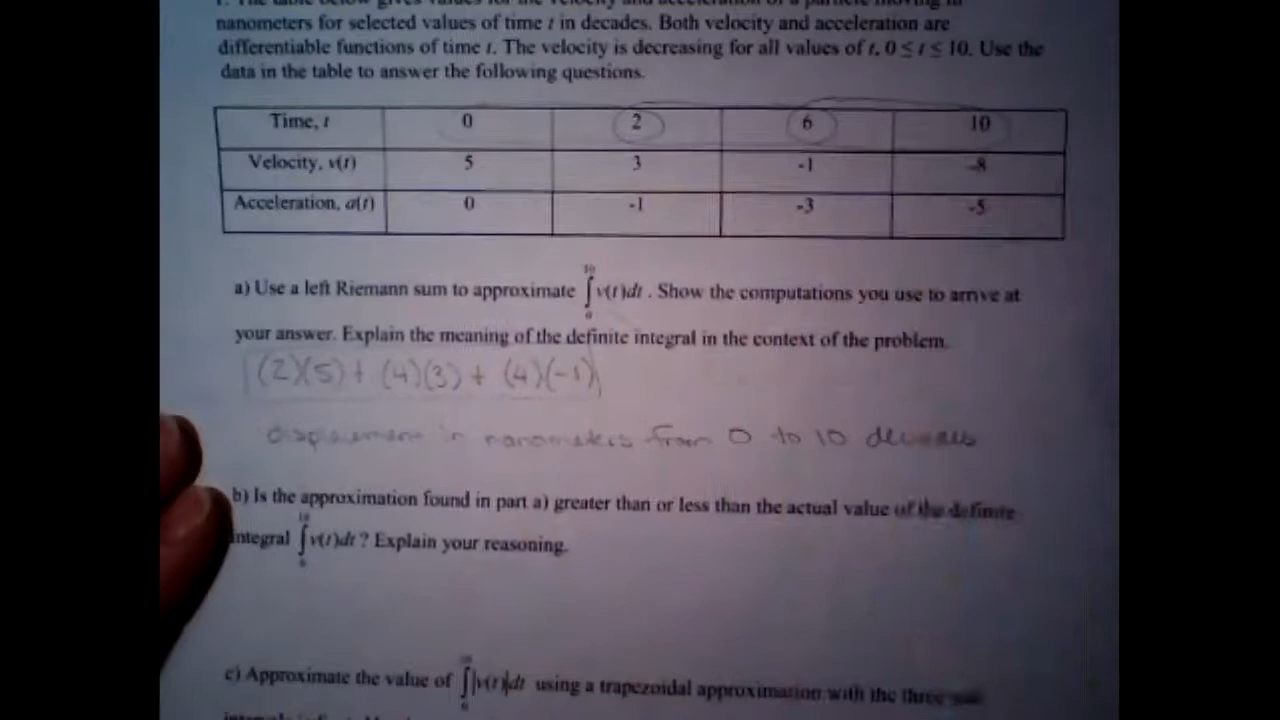 nanometers for selected values of time t in decades. Both velocity and acceleration are
differentiable functions of time t. The velocity is decreasing for all values of t, 0 ≤ t ≤ 10. Use the
data in the table to answer the following questions.
Time, t 0 2 6 10
Velocity, v(t) 5 3 -1 -8
Acceleration, a(t) 0 -1 -3 -5
a) Use a left Riemann sum to approximate ∫₀¹⁰ v(t)dt . Show the computations you use to arrive at
your answer. Explain the meaning of the definite integral in the context of the problem.
(2)(5) + (4)(3) + (4)(-1)
displacement in nanometers from 0 to 10 decades
b) Is the approximation found in part a) greater than or less than the actual value of the definite
integral ∫₀¹⁰ v(t)dt ? Explain your reasoning.
c) Approximate the value of ∫₀¹⁰ |v(t)|dt using a trapezoidal approximation with the three